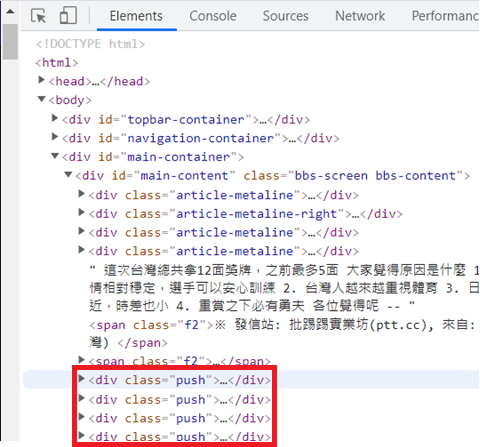 Elements Console Sources Network Performanc
<!DOCTYPE html>
<html>
<head>…</head>
<body>
<div id="topbar-container">…</div>
<div id="navigation-container">…</div>
<div id="main-container">
<div id="main-content" class="bbs-screen bbs-content">
<div class="article-metaline">…</div>
<div class="article-metaline-right">…</div>
<div class="article-metaline">…</div>
<div class="article-metaline">…</div>
" 這次台灣總共拿12面獎牌，之前最多5面 大家覺得原因是什麼 1
情相對穩定，選手可以安心訓練 2. 台灣人越來越重視體育 3. 日
近，時差也小 4. 重賞之下必有勇夫 各位覺得呢 -- "
<span class="f2">※ 發信站: 批踢踢實業坊(ptt.cc), 來自:
灣) </span>
<span class="f2">…</span>
<div class="push">…</div>
<div class="push">…</div>
<div class="push">…</div>
<div class="push">…</div>